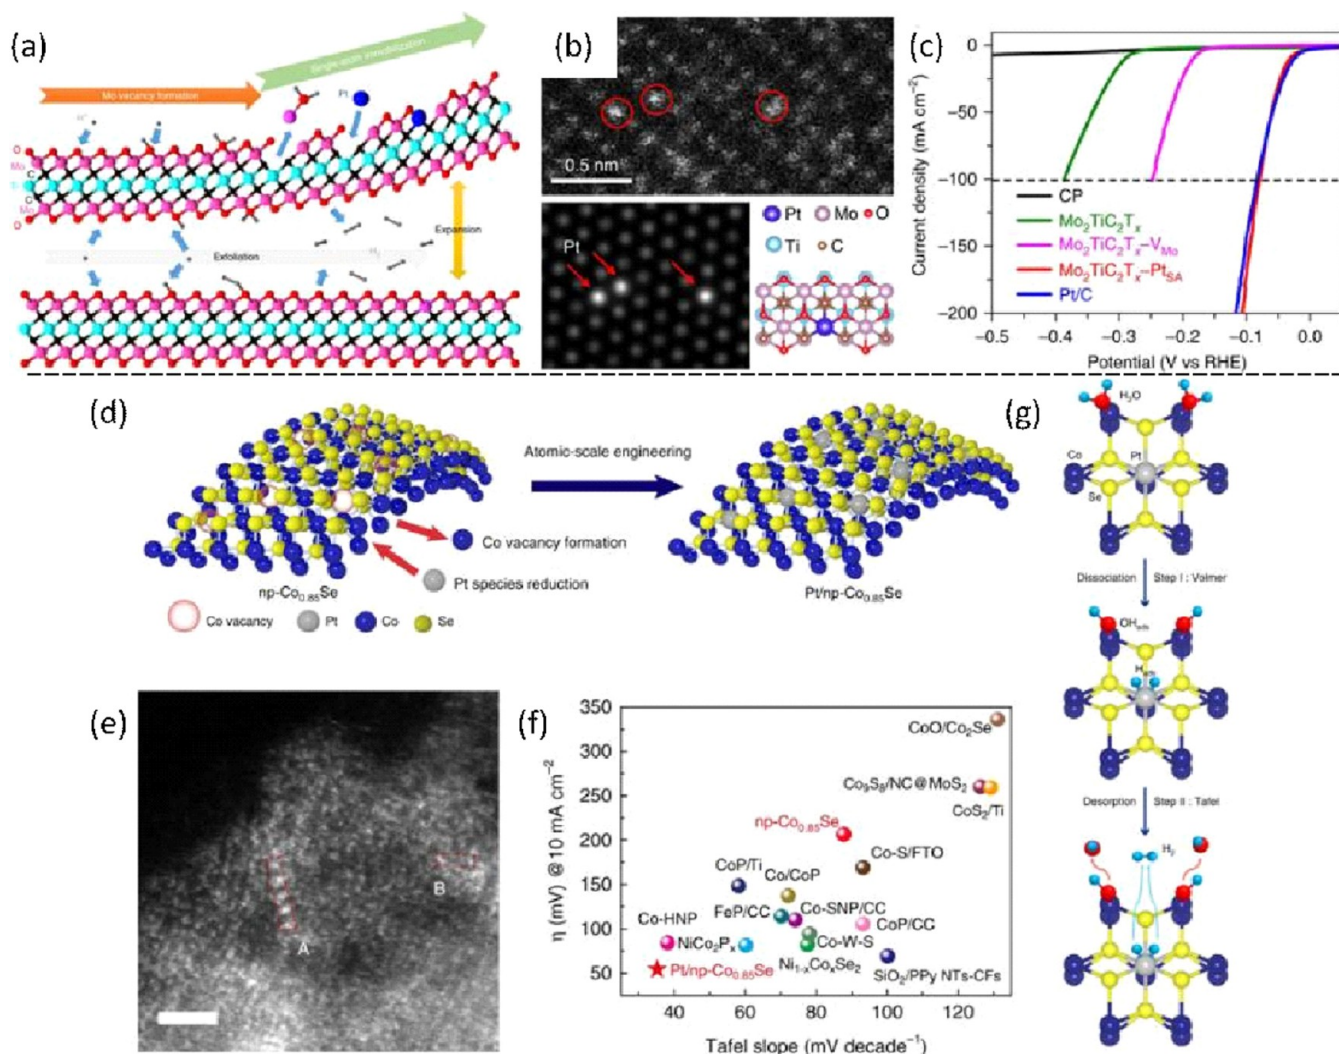 (a)
Single-atom immobilization
Mo vacancy formation
Pt
H⁺
O
Mo
C
Ti
C
Mo
O
Exfoliation
H₂
Expansion
(b)
0.5 nm
Pt
Pt Mo O
Ti C
(c)
Current density (mA cm⁻²)
0
−50
−100
−150
−200
CP
Mo₂TiC₂Tₓ
Mo₂TiC₂Tₓ–V_Mo
Mo₂TiC₂Tₓ–Pt_SA
Pt/C
−0.5 −0.4 −0.3 −0.2 −0.1 0.0
Potential (V vs RHE)
(d)
Atomic-scale engineering
Co vacancy formation
Pt species reduction
np-Co₀.₈₅Se
Pt/np-Co₀.₈₅Se
Co vacancy Pt Co Se
(e)
A
B
(f)
η (mV) @10 mA cm⁻²
350
300
250
200
150
100
50
CoO/Co₂Se
Co₉S₈/NC@MoS₂
CoS₂/Ti
np-Co₀.₈₅Se
Co-S/FTO
CoP/Ti
Co/CoP
FeP/CC
Co-SNP/CC
CoP/CC
Co-HNP
NiCo₂Pₓ
Co-W-S
Ni₁₋ₓCoₓSe₂
SiO₂/PPy NTs-CFs
Pt/np-Co₀.₈₅Se
40 60 80 100 120
Tafel slope (mV decade⁻¹)
(g)
H₂O
Co
Pt
Se
Dissociation Step I : Volmer
OH_ads
H_ads
Desorption Step II : Tafel
H₂